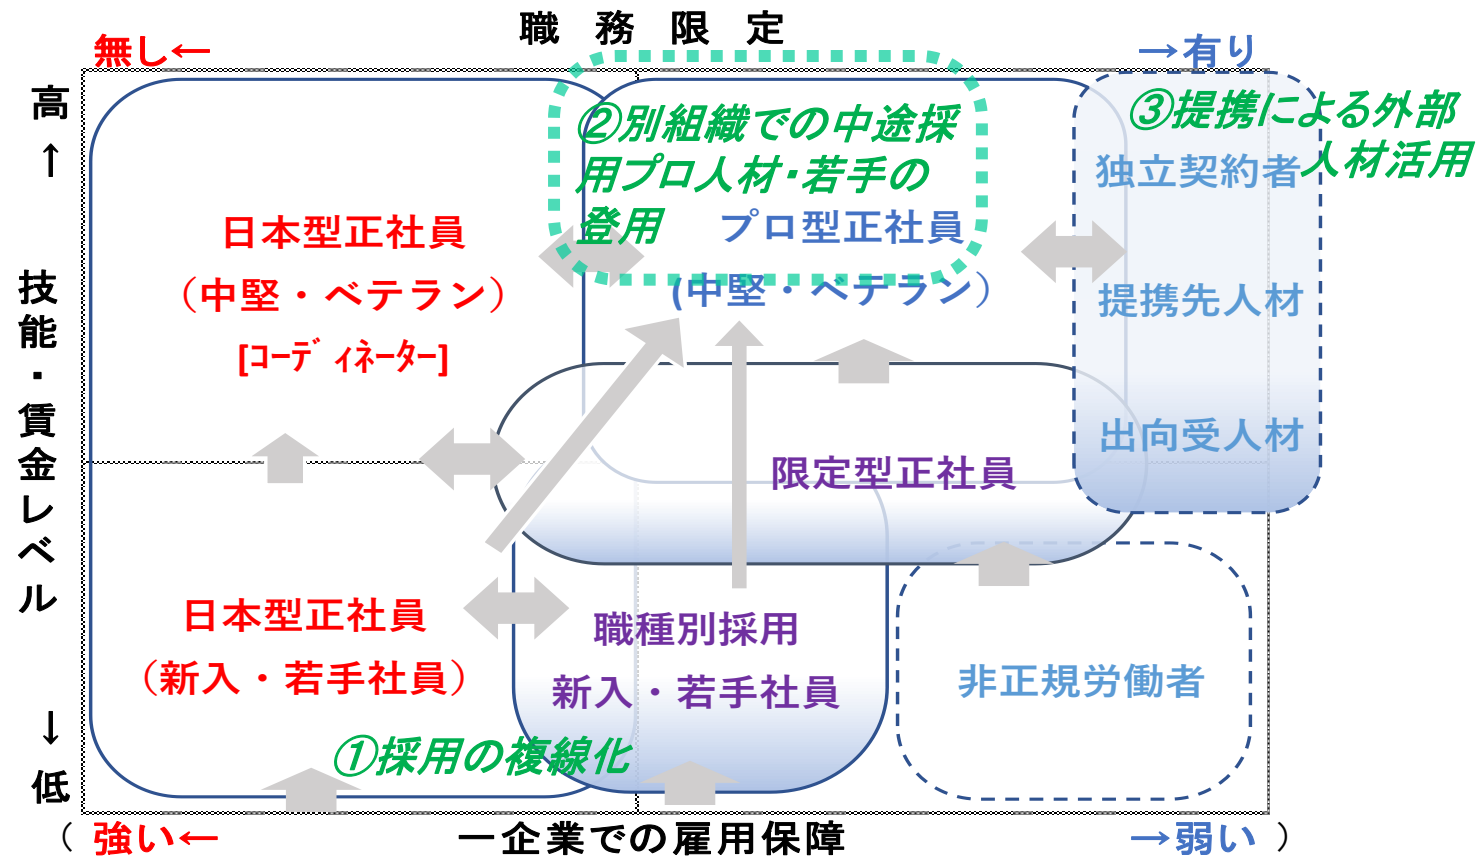 職　務　限　定
無し←
→有り
高
↑
技能・賃金レベル
↓
低
②別組織での中途採
用プロ人材・若手の
登用
③提携による外部
人材活用
日本型正社員
（中堅・ベテラン）
[ｺｰﾃﾞｨﾈｰﾀｰ]
プロ型正社員
(中堅・ベテラン）
独立契約者
提携先人材
出向受人材
限定型正社員
日本型正社員
（新入・若手社員）
職種別採用
新入・若手社員
非正規労働者
①採用の複線化
（ 強い←
一企業での雇用保障
→弱い ）